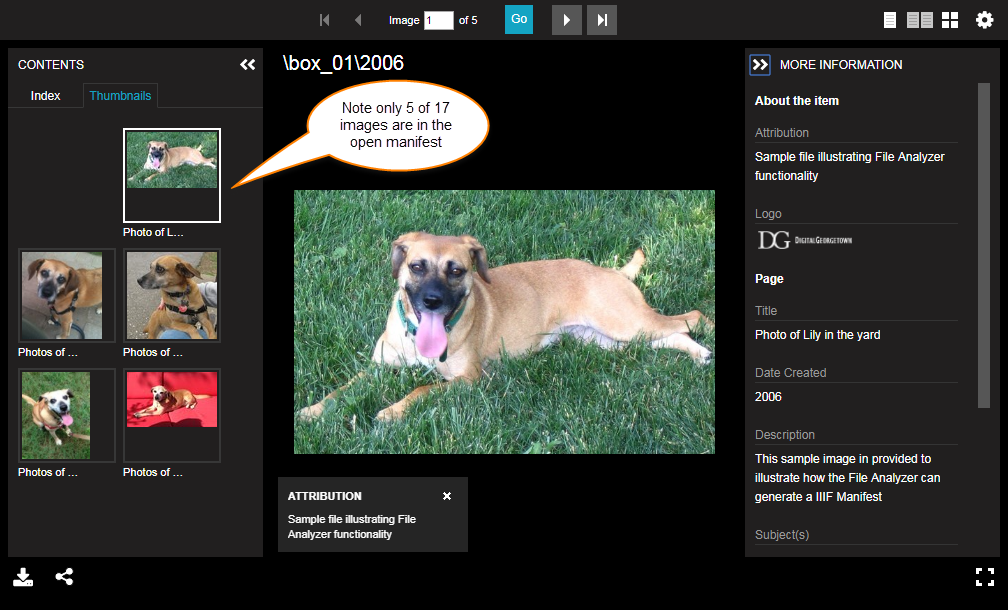 Image 1 of 5 Go
CONTENTS
Index Thumbnails
Photo of L...
Photos of ...
Photos of ...
Photos of ...
Photos of ...
\box_01\2006
Note only 5 of 17
images are in the
open manifest
ATTRIBUTION
Sample file illustrating File
Analyzer functionality
MORE INFORMATION
About the item
Attribution
Sample file illustrating File Analyzer
functionality
Logo
DG DIGITALGEORGETOWN
Page
Title
Photo of Lily in the yard
Date Created
2006
Description
This sample image in provided to
illustrate how the File Analyzer can
generate a IIIF Manifest
Subject(s)